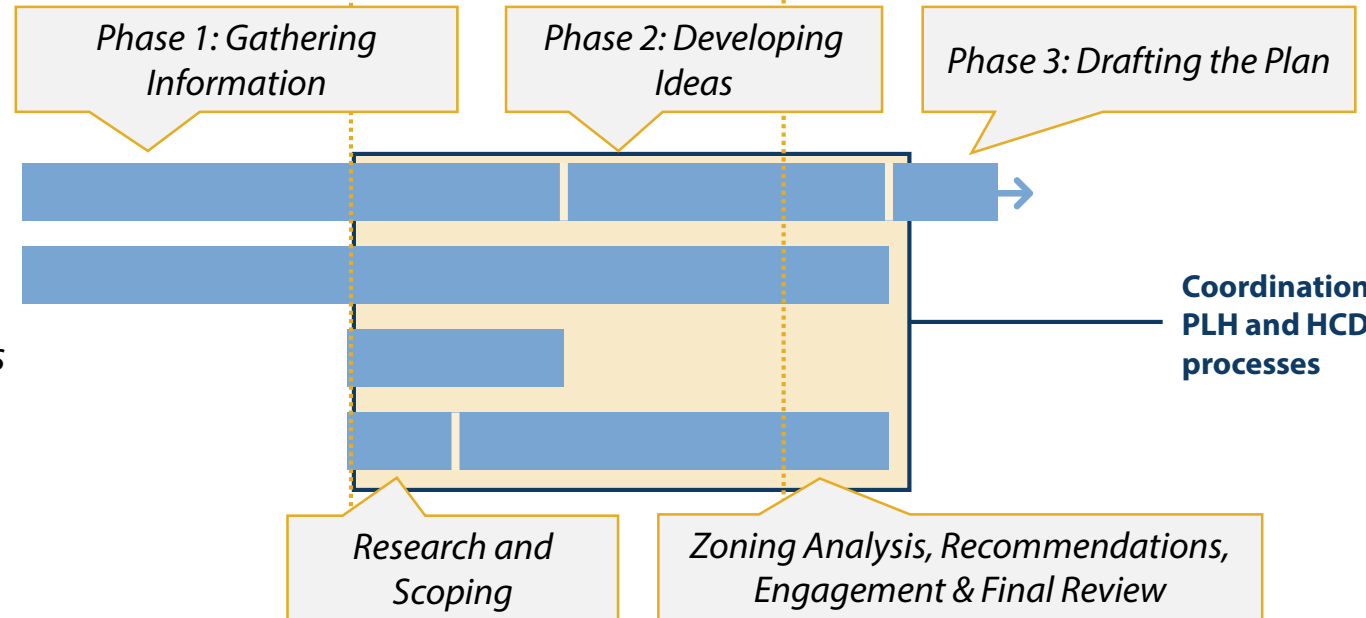 Phase 1: Gathering
Information
Phase 2: Developing
Ideas
Phase 3: Drafting the Plan
Coordination
PLH and HCD
processes
s
Research and
Scoping
Zoning Analysis, Recommendations,
Engagement & Final Review